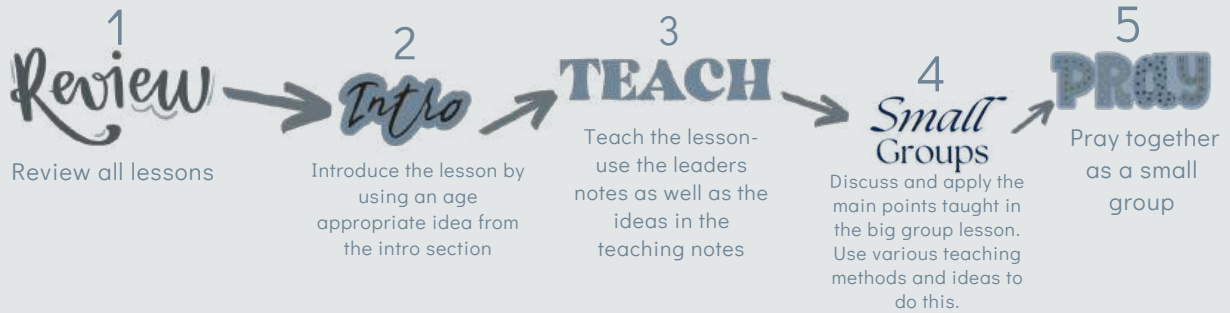 1
Review
Review all lessons
2
Intro
Introduce the lesson by
using an age
appropriate idea from
the intro section
3
TEACH
Teach the lesson-
use the leaders
notes as well as the
ideas in the
teaching notes
4
Small
Groups
Discuss and apply the
main points taught in
the big group lesson.
Use various teaching
methods and ideas to
do this.
5
PRAY
Pray together
as a small
group